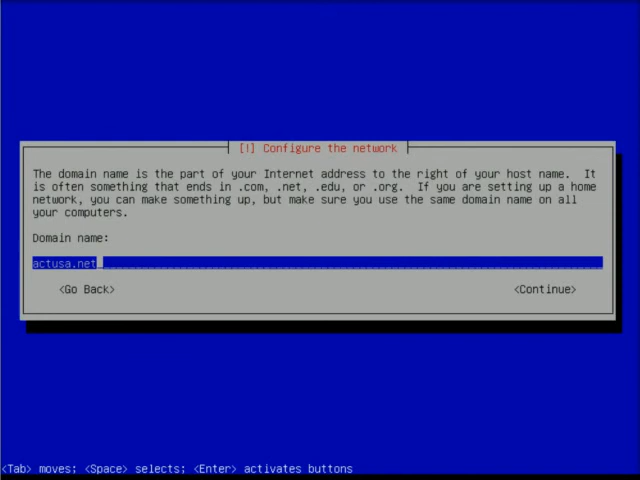 [!] Configure the network
The domain name is the part of your Internet address to the right of your host name. It
is often something that ends in .com, .net, .edu, or .org. If you are setting up a home
network, you can make something up, but make sure you use the same domain name on all
your computers.
Domain name:
actusa.net
<Go Back> <Continue>
<Tab> moves; <Space> selects; <Enter> activates buttons